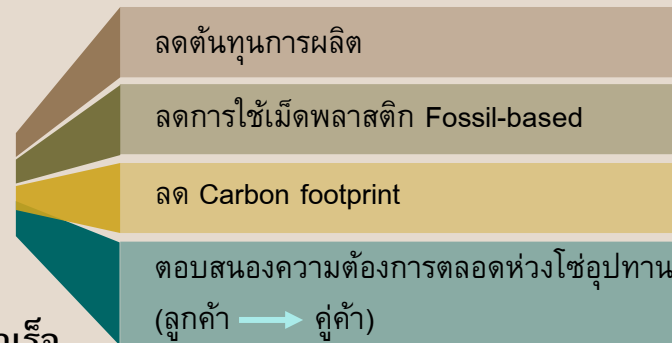 ลดต้นทุนการผลิต
ลดการใช้เม็ดพลาสติก Fossil-based
ลด Carbon footprint
ตอบสนองความต้องการตลอดห่วงโซ่อุปทาน
(ลูกค้า → คู่ค้า)